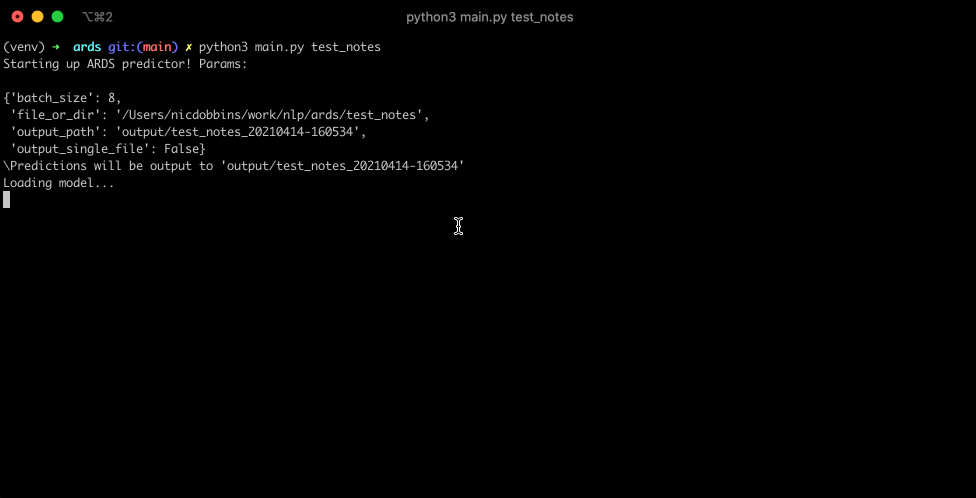 ⌥⌘2
python3 main.py test_notes
(venv) ➜ ards git:(main) ✗ python3 main.py test_notes
Starting up ARDS predictor! Params:
{'batch_size': 8,
'file_or_dir': '/Users/nicdobbins/work/nlp/ards/test_notes',
'output_path': 'output/test_notes_20210414-160534',
'output_single_file': False}
\Predictions will be output to 'output/test_notes_20210414-160534'
Loading model...